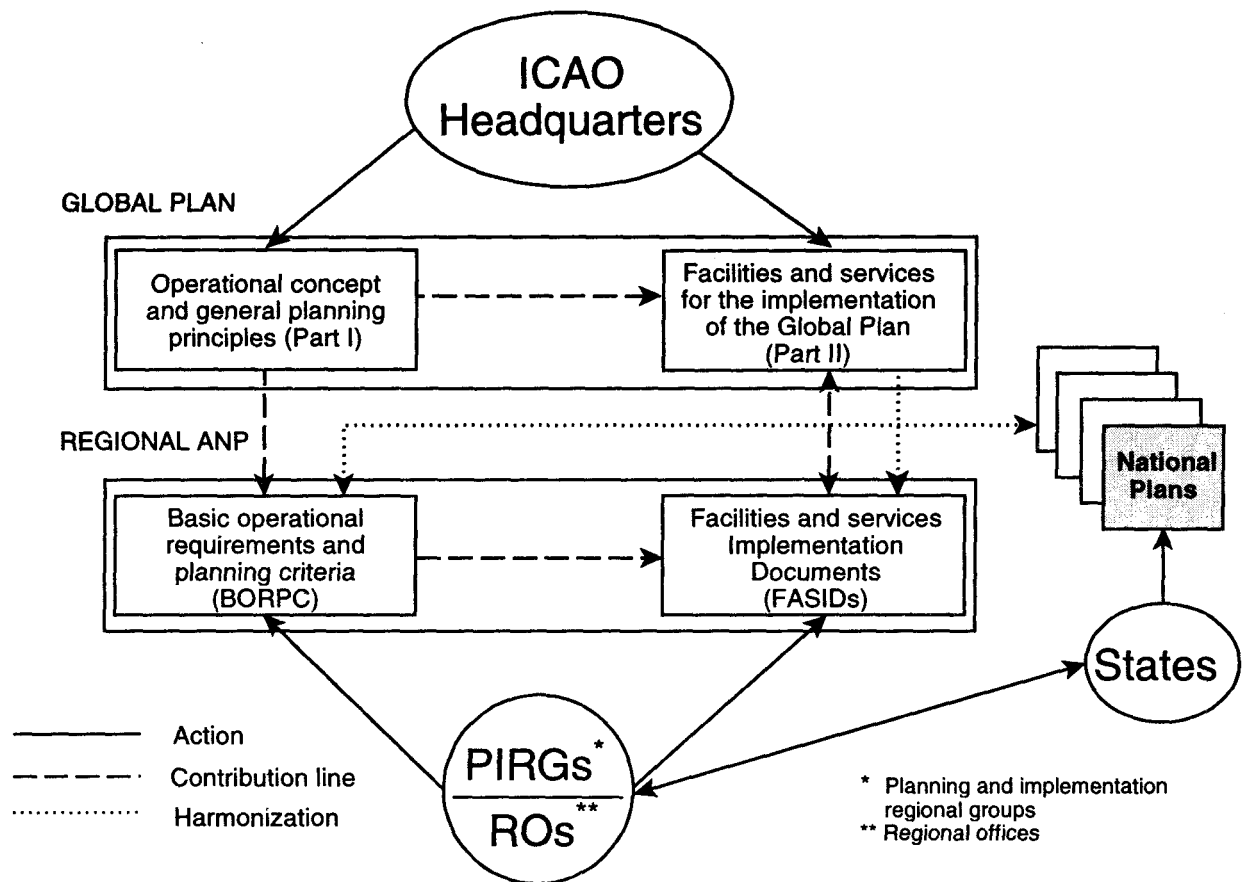 ICAO
Headquarters
GLOBAL PLAN
Operational concept
and general planning
principles (Part I)
Facilities and services
for the implementation
of the Global Plan
(Part II)
REGIONAL ANP
National
Plans
Basic operational
requirements and
planning criteria
(BORPC)
Facilities and services
Implementation
Documents
(FASIDs)
States
PIRGs*
ROs**
Action
Contribution line
Harmonization
* Planning and implementation
regional groups
** Regional offices